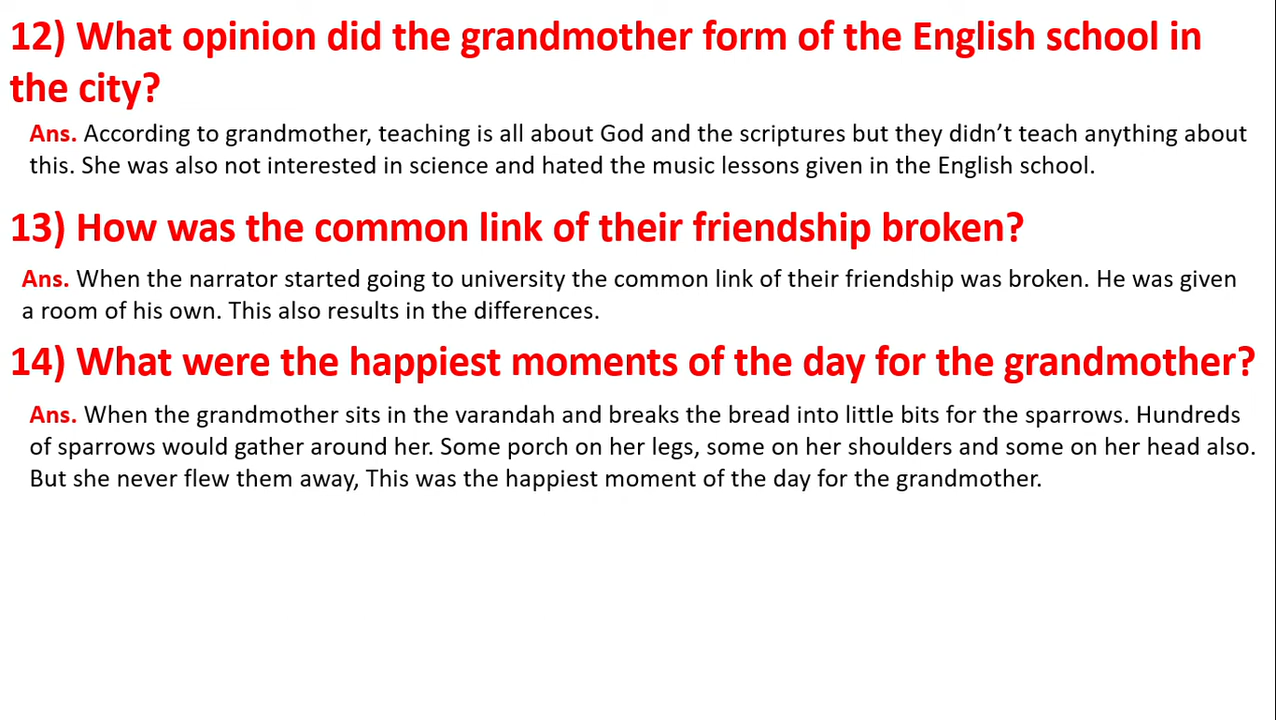 12) What opinion did the grandmother form of the English school in
the city?
Ans. According to grandmother, teaching is all about God and the scriptures but they didn’t teach anything about
this. She was also not interested in science and hated the music lessons given in the English school.
13) How was the common link of their friendship broken?
Ans. When the narrator started going to university the common link of their friendship was broken. He was given
a room of his own. This also results in the differences.
14) What were the happiest moments of the day for the grandmother?
Ans. When the grandmother sits in the varandah and breaks the bread into little bits for the sparrows. Hundreds
of sparrows would gather around her. Some porch on her legs, some on her shoulders and some on her head also.
But she never flew them away, This was the happiest moment of the day for the grandmother.